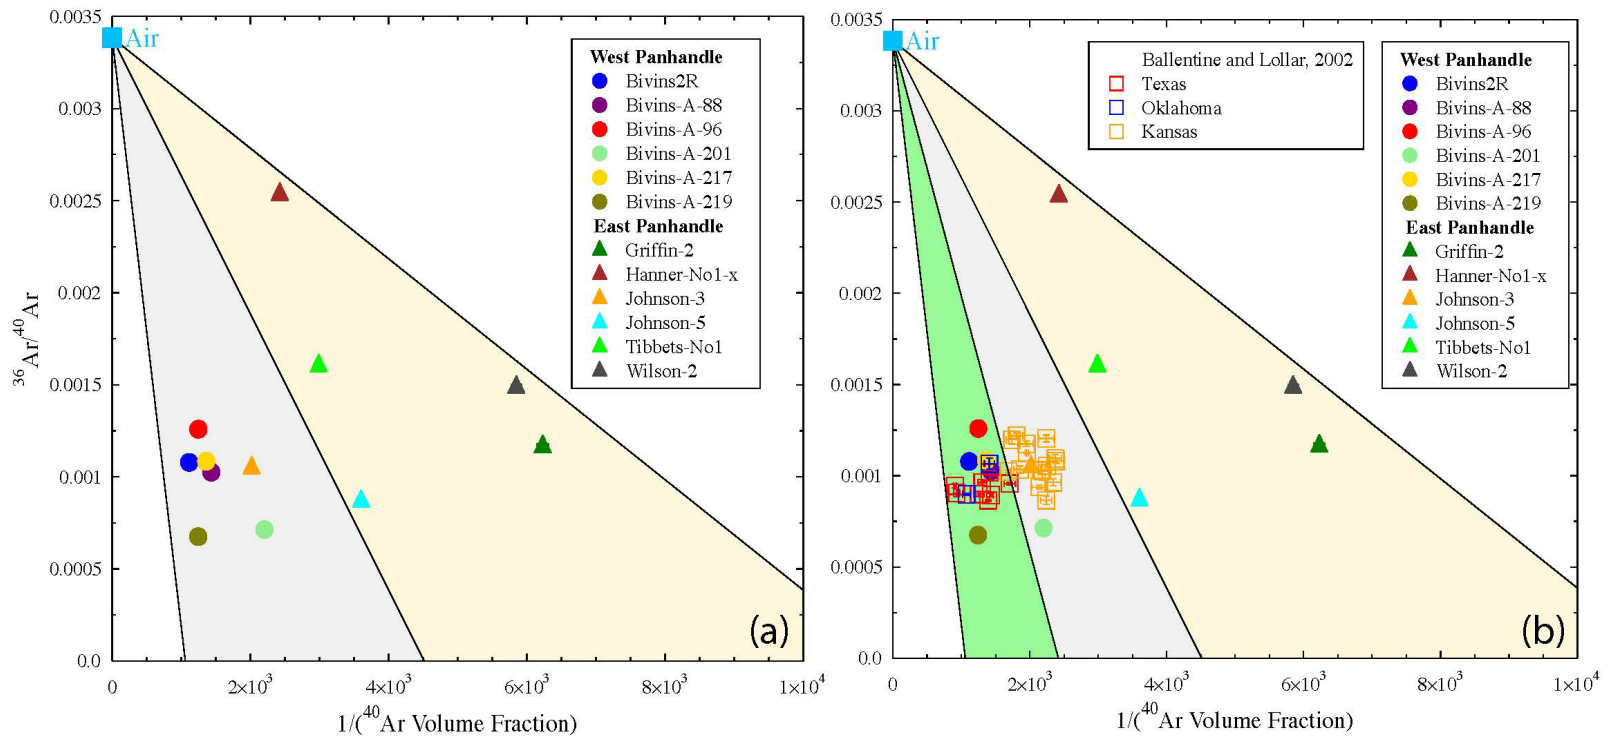 0.0035
0.003
0.0025
0.002
0.0015
0.001
0.0005
0.0
³⁶Ar/⁴⁰Ar
Air
West Panhandle
Bivins2R
Bivins-A-88
Bivins-A-96
Bivins-A-201
Bivins-A-217
Bivins-A-219
East Panhandle
Griffin-2
Hanner-No1-x
Johnson-3
Johnson-5
Tibbets-No1
Wilson-2
(a)
0 2×10³ 4×10³ 6×10³ 8×10³ 1×10⁴
1/(⁴⁰Ar Volume Fraction)
0.0035
0.003
0.0025
0.002
0.0015
0.001
0.0005
0.0
Air
Ballentine and Lollar, 2002
Texas
Oklahoma
Kansas
West Panhandle
Bivins2R
Bivins-A-88
Bivins-A-96
Bivins-A-201
Bivins-A-217
Bivins-A-219
East Panhandle
Griffin-2
Hanner-No1-x
Johnson-3
Johnson-5
Tibbets-No1
Wilson-2
(b)
0 2×10³ 4×10³ 6×10³ 8×10³ 1×10⁴
1/(⁴⁰Ar Volume Fraction)